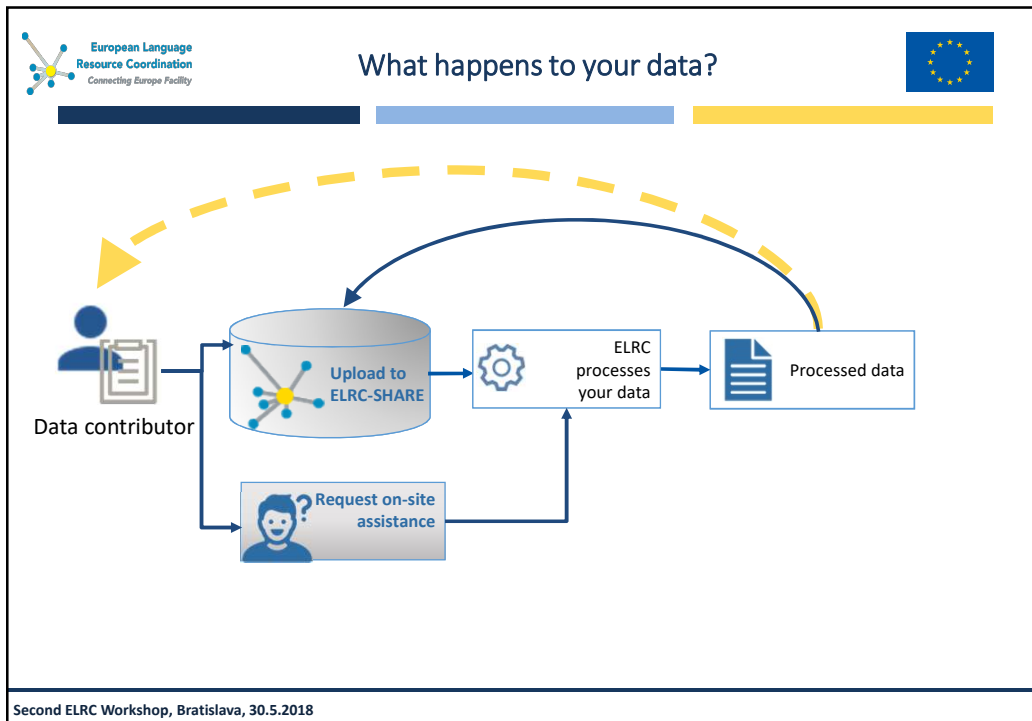 European Language
Resource Coordination
Connecting Europe Facility
What happens to your data?
Data contributor
Upload to
ELRC-SHARE
ELRC
processes
your data
Processed data
Request on-site
assistance
?
Second ELRC Workshop, Bratislava, 30.5.2018